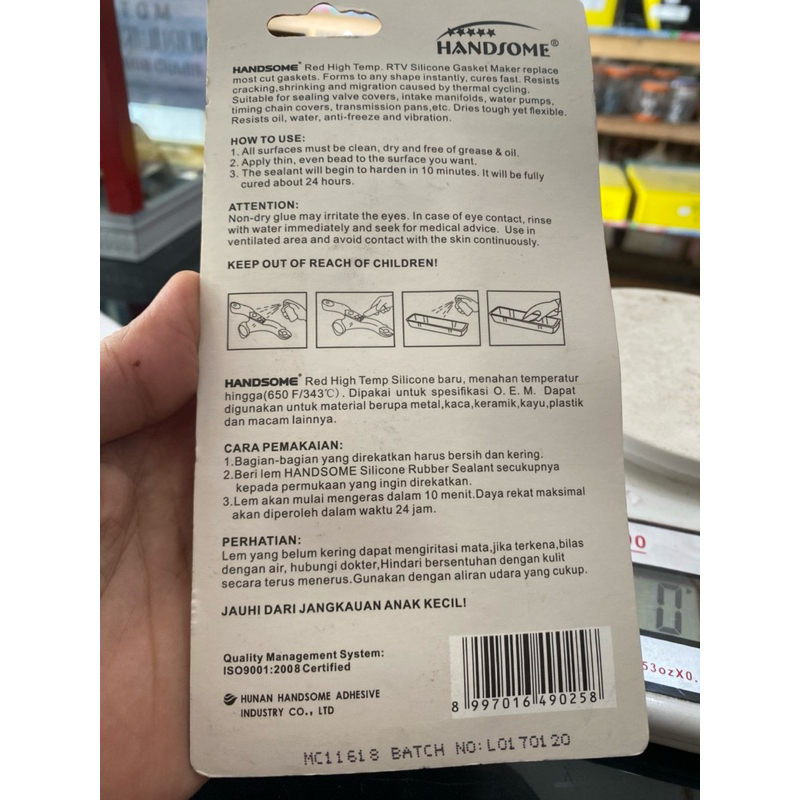 HANDSOME®
HANDSOME® Red High Temp. RTV Silicone Gasket Maker replace
most cut gaskets. Forms to any shape instantly, cures fast. Resists
cracking,shrinking and migration caused by thermal cycling.
Suitable for sealing valve covers, intake manifolds, water pumps,
timing chain covers, transmission pans,etc. Dries tough yet flexible.
Resists oil, water, anti-freeze and vibration.
HOW TO USE:
1. All surfaces must be clean, dry and free of grease & oil.
2. Apply thin, even bead to the surface you want.
3. The sealant will begin to harden in 10 minutes. It will be fully
cured about 24 hours.
ATTENTION:
Non-dry glue may irritate the eyes. In case of eye contact, rinse
with water immediately and seek for medical advice. Use in
ventilated area and avoid contact with the skin continuously.
KEEP OUT OF REACH OF CHILDREN!
HANDSOME® Red High Temp Silicone baru, menahan temperatur
hingga(650 F/343℃). Dipakai untuk spesifikasi O. E. M. Dapat
digunakan untuk material berupa metal,kaca,keramik,kayu,plastik
dan macam lainnya.
CARA PEMAKAIAN:
1.Bagian-bagian yang direkatkan harus bersih dan kering.
2.Beri lem HANDSOME Silicone Rubber Sealant secukupnya
kepada permukaan yang ingin direkatkan.
3.Lem akan mulai mengeras dalam 10 menit.Daya rekat maksimal
akan diperoleh dalam waktu 24 jam.
PERHATIAN:
Lem yang belum kering dapat mengiritasi mata,jika terkena,bilas
dengan air, hubungi dokter,Hindari bersentuhan dengan kulit
secara terus menerus.Gunakan dengan aliran udara yang cukup.
JAUHI DARI JANGKAUAN ANAK KECIL!
Quality Management System:
ISO9001:2008 Certified
HUNAN HANDSOME ADHESIVE
INDUSTRY CO., LTD
8 997016 490258
MC11618 BATCH NO:L0170120
0
53ozX0.